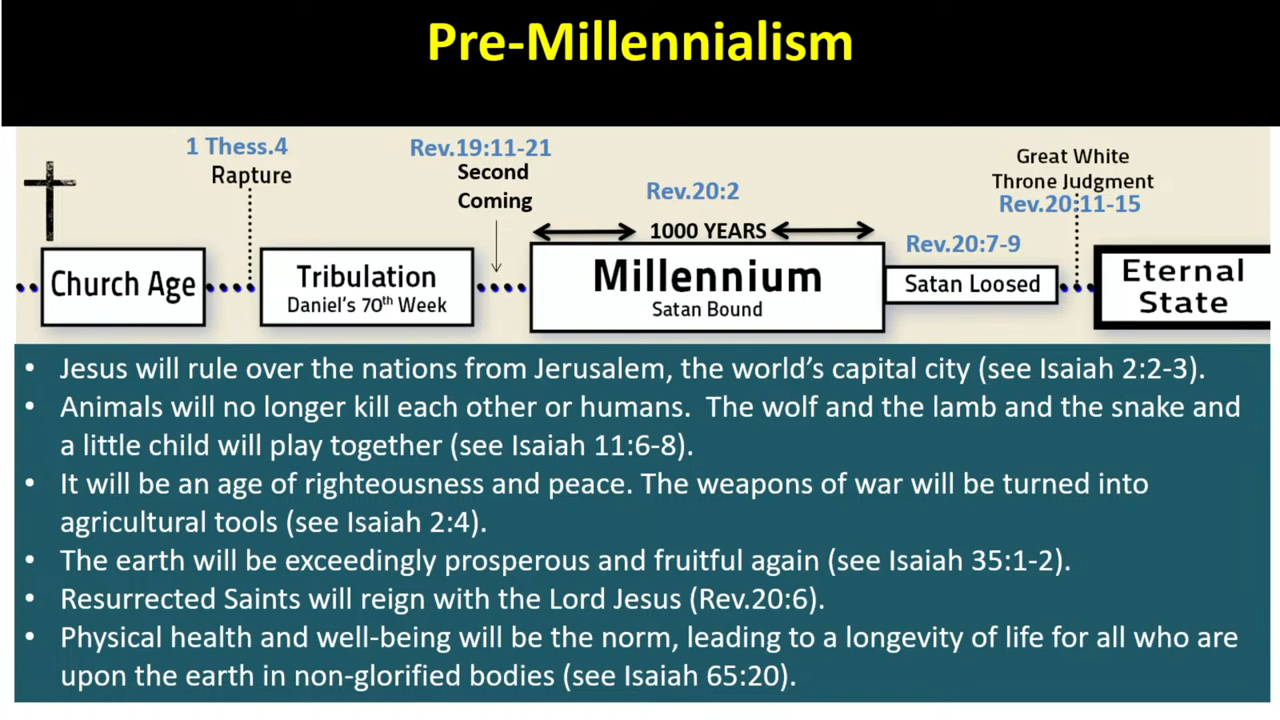 Pre-Millennialism
1 Thess.4
Rapture
Rev.19:11-21
Second
Coming
Rev.20:2
1000 YEARS
Great White
Throne Judgment
Rev.20:11-15
Rev.20:7-9
Church Age
Tribulation
Daniel's 70th Week
Millennium
Satan Bound
Satan Loosed
Eternal
State
• Jesus will rule over the nations from Jerusalem, the world's capital city (see Isaiah 2:2-3).
• Animals will no longer kill each other or humans.  The wolf and the lamb and the snake and
a little child will play together (see Isaiah 11:6-8).
• It will be an age of righteousness and peace. The weapons of war will be turned into
agricultural tools (see Isaiah 2:4).
• The earth will be exceedingly prosperous and fruitful again (see Isaiah 35:1-2).
• Resurrected Saints will reign with the Lord Jesus (Rev.20:6).
• Physical health and well-being will be the norm, leading to a longevity of life for all who are
upon the earth in non-glorified bodies (see Isaiah 65:20).